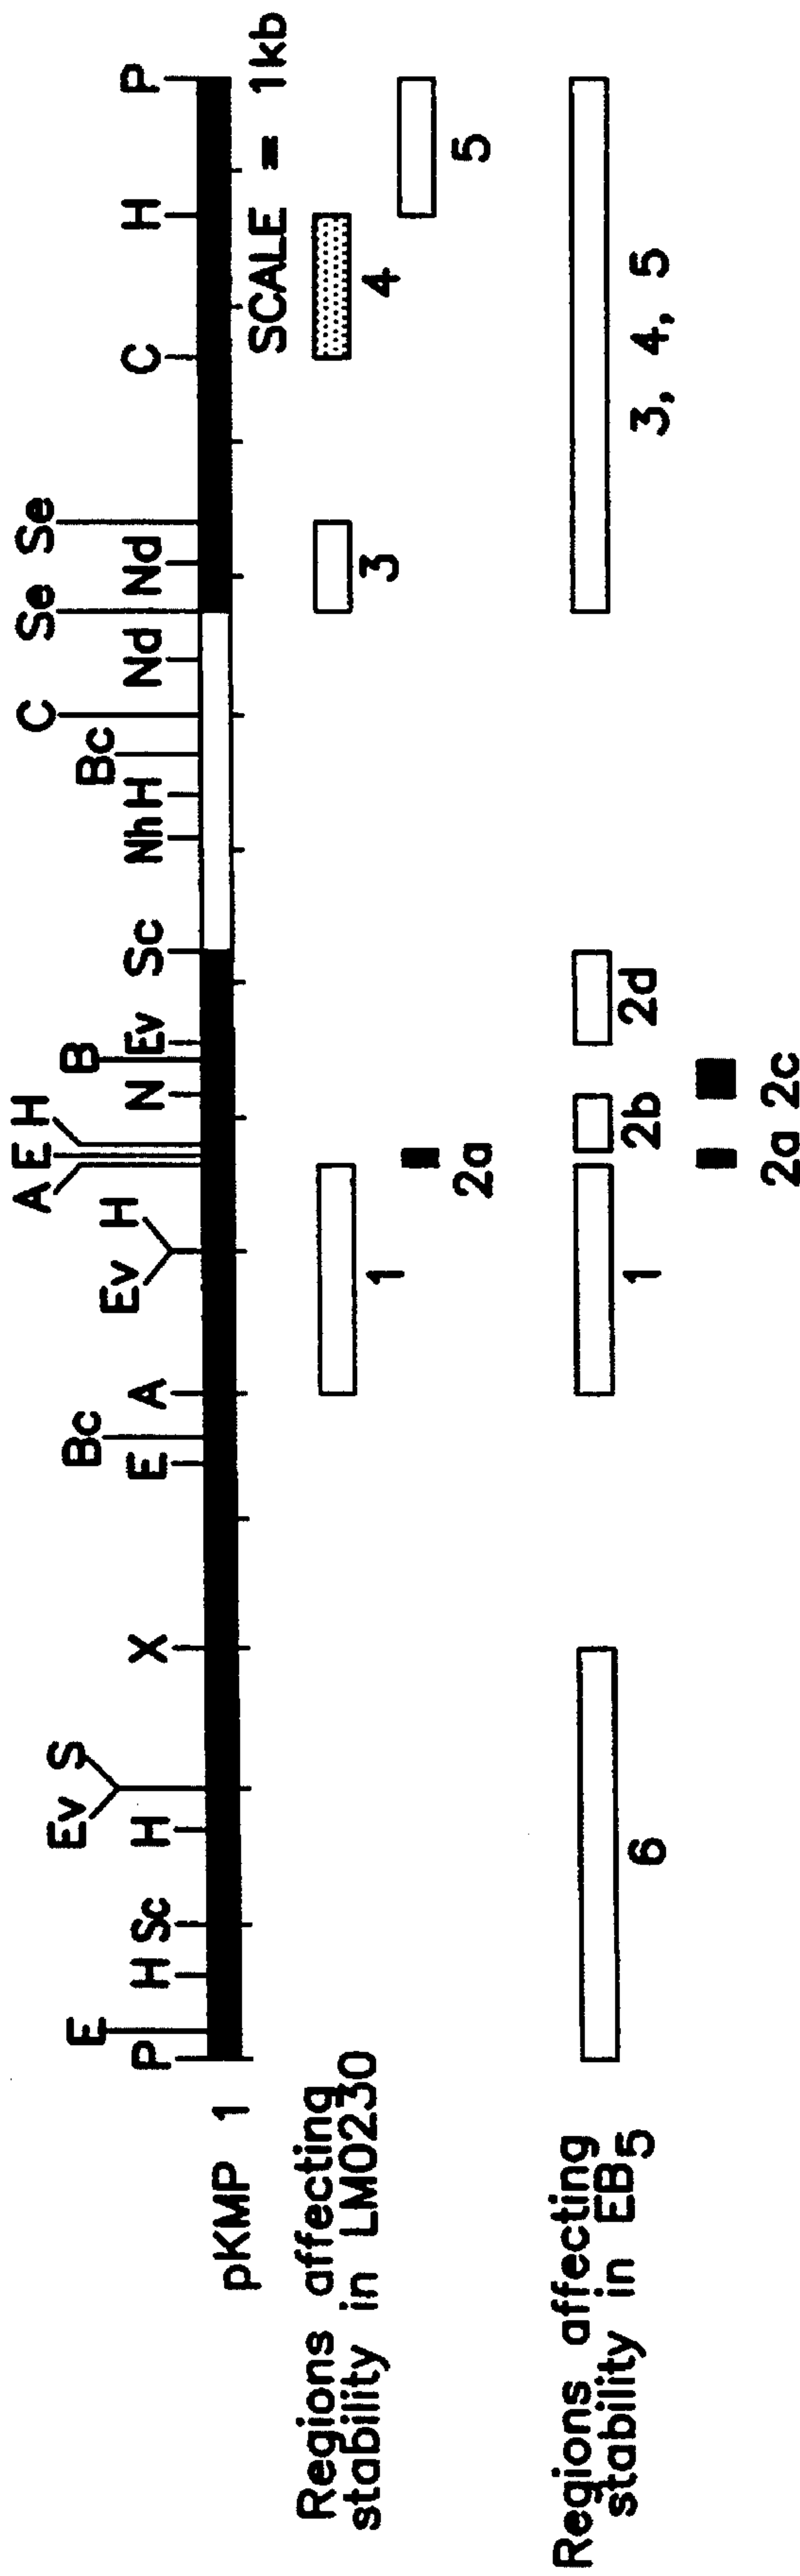 A E H C Se Se
E Ev S Bc Ev H B Bc
P H Sc H X E A N Ev Sc Nh H Nd Nd C H P
pKMP 1
SCALE = 1kb
Regions affecting
stability in LM0230
1 3 4
2a 5
Regions affecting
stability in EB5
6 1 2b 2d 3, 4, 5
2a 2c